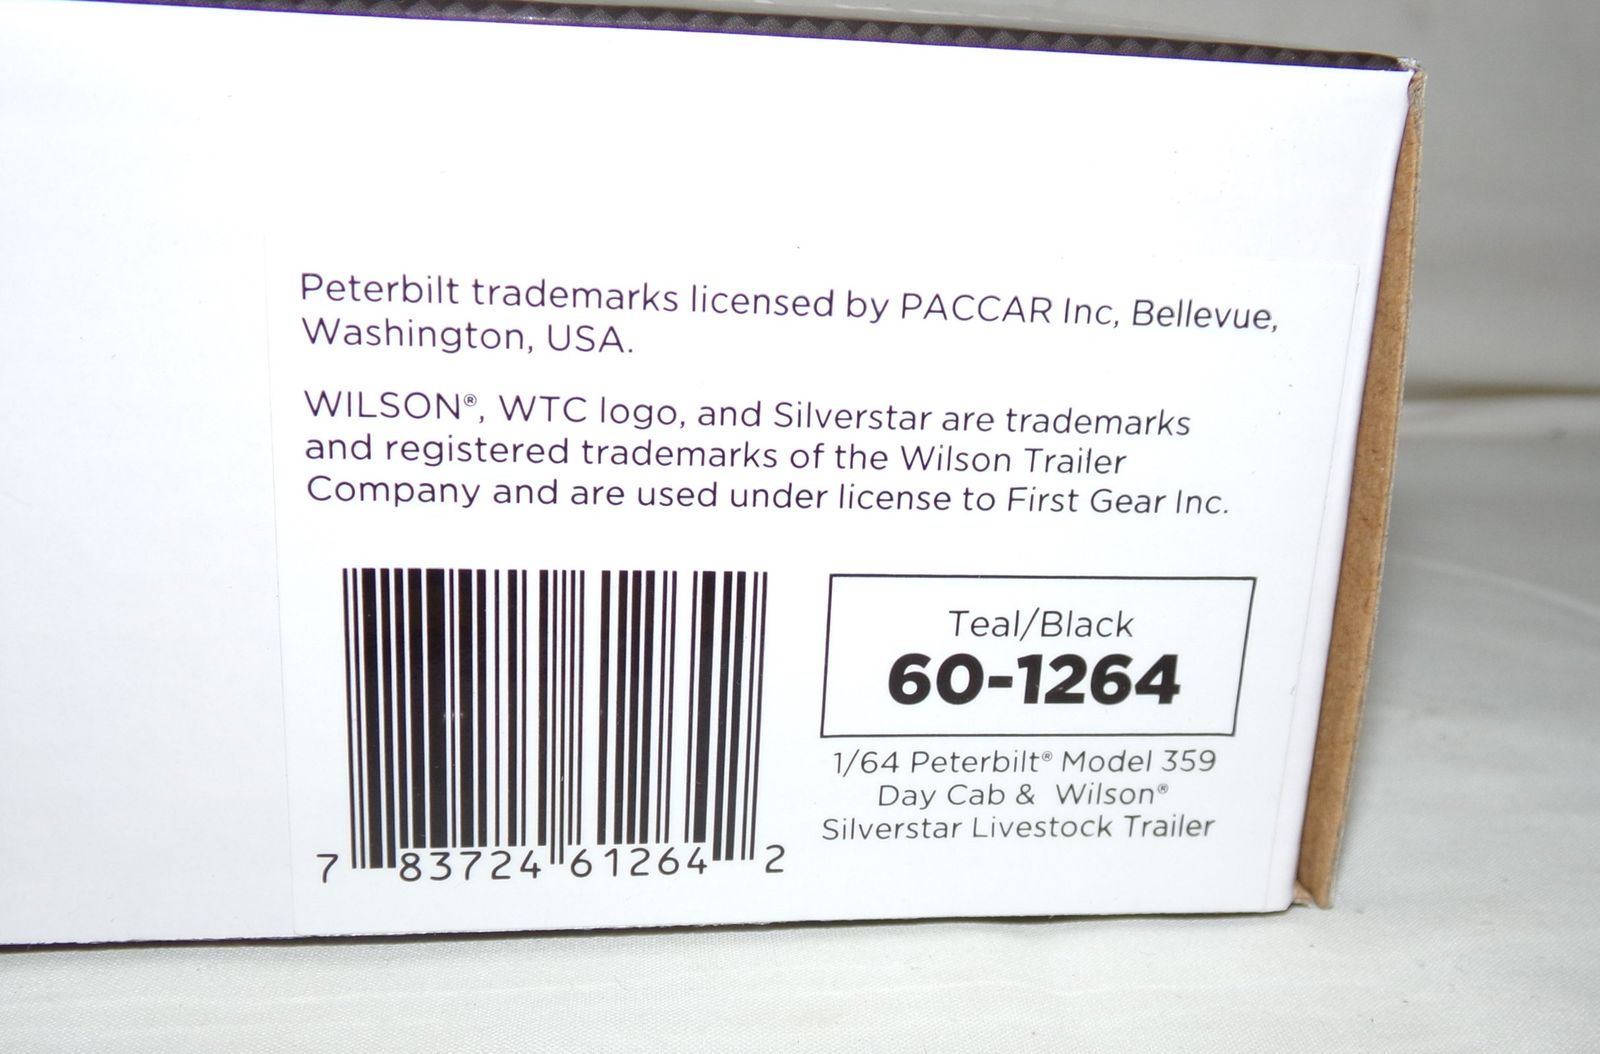 Peterbilt trademarks licensed by PACCAR Inc, Bellevue,
Washington, USA.
WILSON®, WTC logo, and Silverstar are trademarks
and registered trademarks of the Wilson Trailer
Company and are used under license to First Gear Inc.
7 83724 61264 2
Teal/Black
60-1264
1/64 Peterbilt® Model 359
Day Cab & Wilson®
Silverstar Livestock Trailer